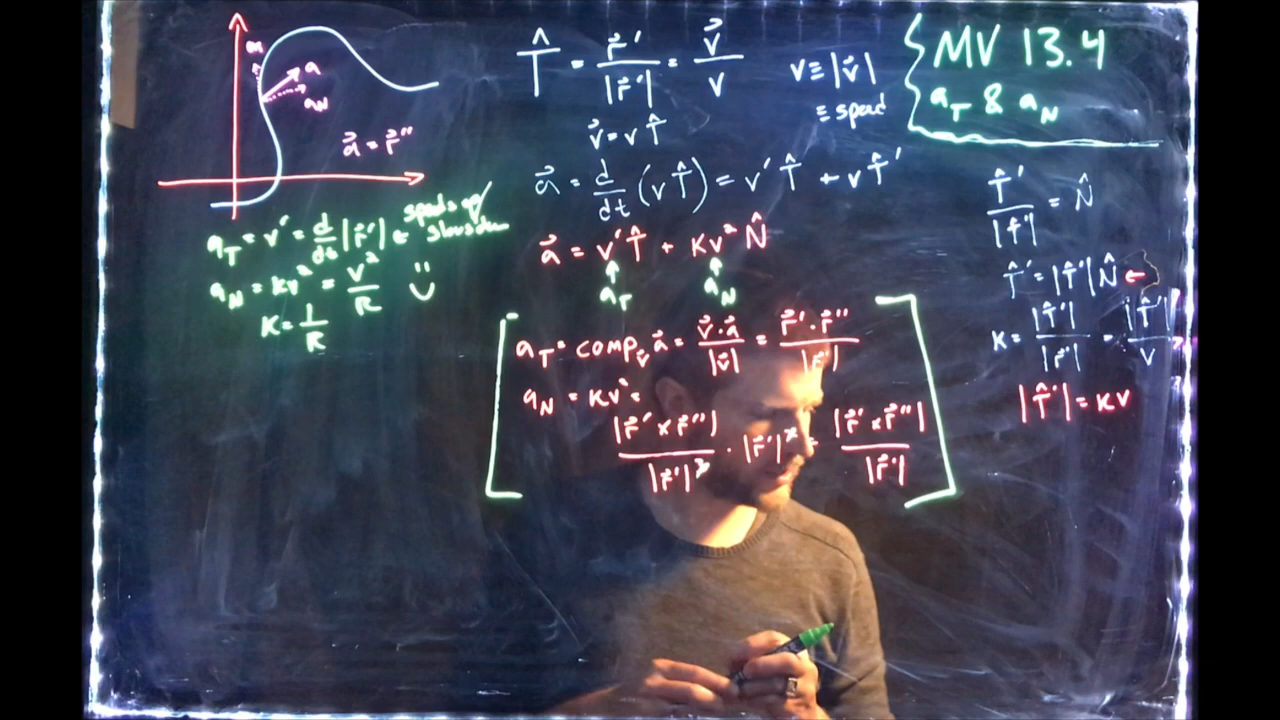 MV 13.4
a_T & a_N
T̂ = r⃗' / |r⃗'| = v⃗ / v
v ≡ |v⃗|
≡ speed
v⃗ = v T̂
a⃗ = d/dt (v T̂) = v' T̂ + v T̂'
a⃗ = v' T̂ + κv² N̂
a_T
a_N
a_T = comp_v⃗ a⃗ = v⃗·a⃗ / |v⃗| = r⃗'·r⃗'' / |r⃗'|
a_N = κv² =
|r⃗' × r⃗''| / |r⃗'|³ · |r⃗'|² = |r⃗' × r⃗''| / |r⃗'|
a
a_N
a⃗ = r⃗''
a_T = v' = d/dt |r⃗'| ← speeds up/
slows down
a_N = κv² = v² / R
κ = 1 / R
T̂' / |T̂'| = N̂
T̂' = |T̂'| N̂ ←
κ = |T̂'| / |r⃗'| = |T̂'| / v
|T̂'| = κv